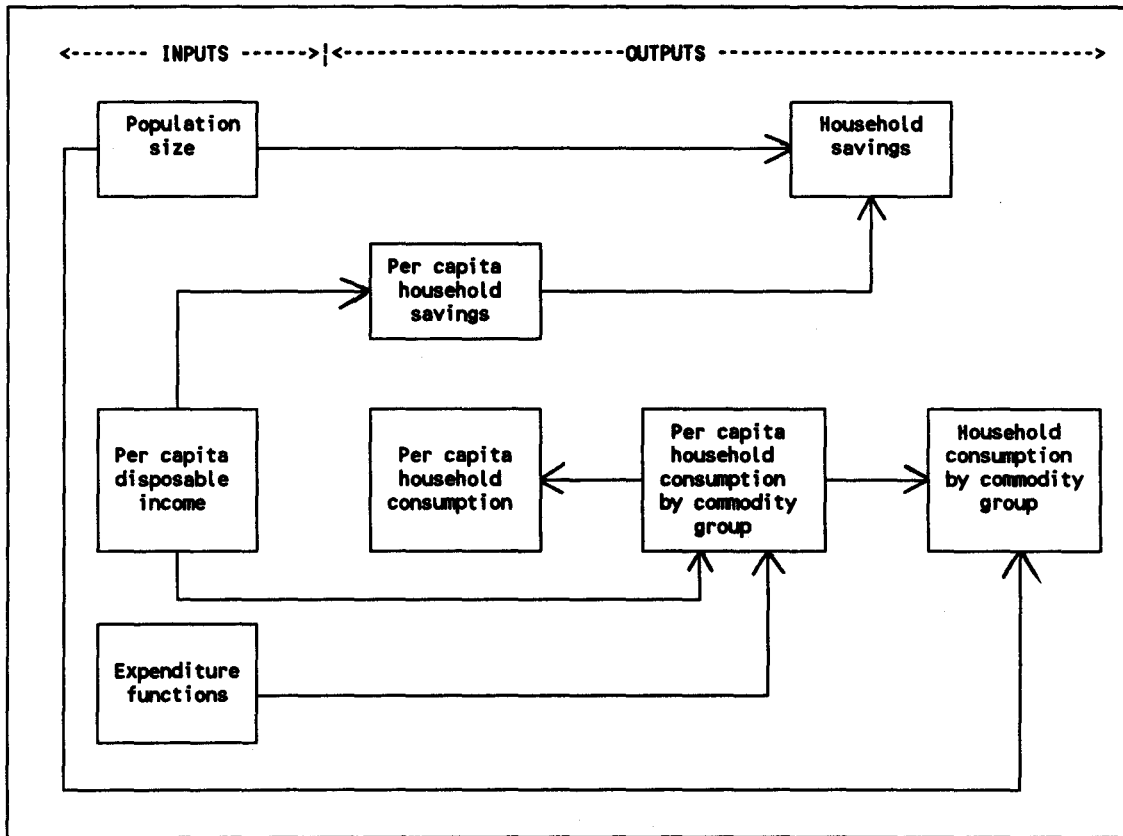 <---- INPUTS ----->¦<---- OUTPUTS ---->
Population
size
Household
savings
Per capita
household
savings
Per capita
disposable
income
Per capita
household
consumption
Per capita
household
consumption
by commodity
group
Household
consumption
by commodity
group
Expenditure
functions